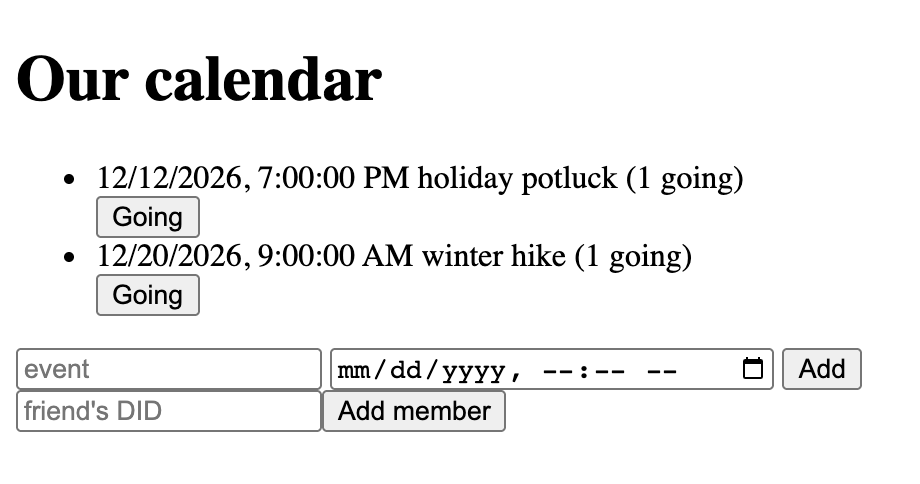 Our calendar
12/12/2026, 7:00:00 PM holiday potluck (1 going)
Going
12/20/2026, 9:00:00 AM winter hike (1 going)
Going
event mm/dd/yyyy, --:-- -- Add
friend's DID Add member